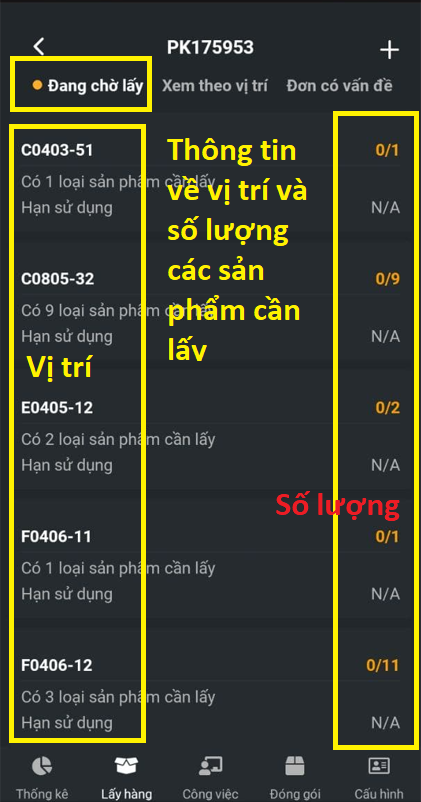 PK175953
Đang chờ lấy
Xem theo vị trí
Đơn có vấn đề
C0403-51
0/1
Có 1 loại sản phẩm cần lấy
Hạn sử dụng
N/A
Thông tin
về vị trí và
số lượng
các sản
phẩm cần
lấy
C0805-32
0/9
Có 9 loại sản phẩm cần lấy
Hạn sử dụng
N/A
Vị trí
E0405-12
0/2
Có 2 loại sản phẩm cần lấy
Hạn sử dụng
N/A
Số lượng
F0406-11
0/1
Có 1 loại sản phẩm cần lấy
Hạn sử dụng
N/A
F0406-12
0/11
Có 3 loại sản phẩm cần lấy
Hạn sử dụng
N/A
Thống kê
Lấy hàng
Công việc
Đóng gói
Cấu hình